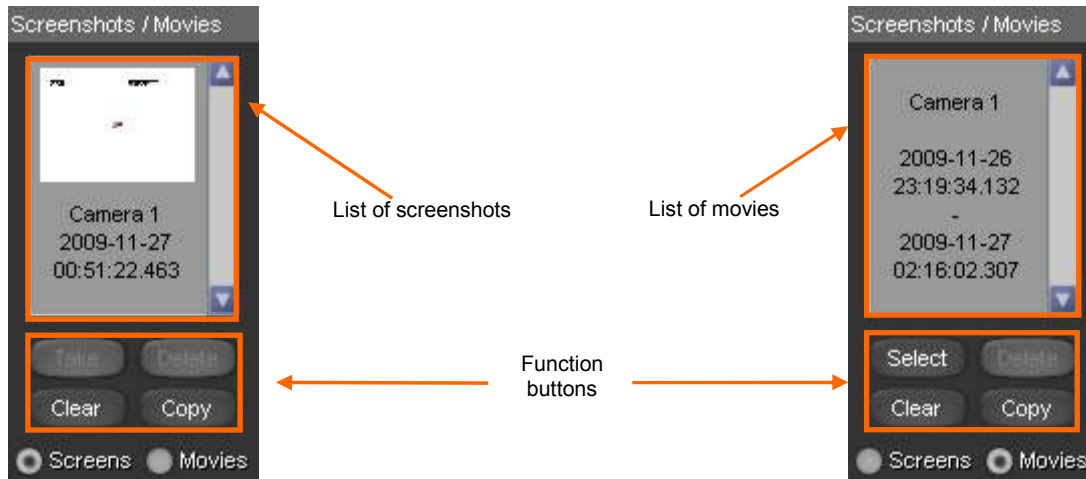 Screenshots / Movies
Camera 1
2009-11-27
00:51:22.463
Take Delete
Clear Copy
Screens Movies
List of screenshots
List of movies
Function
buttons
Screenshots / Movies
Camera 1
2009-11-26
23:19:34.132
-
2009-11-27
02:16:02.307
Select Delete
Clear Copy
Screens Movies